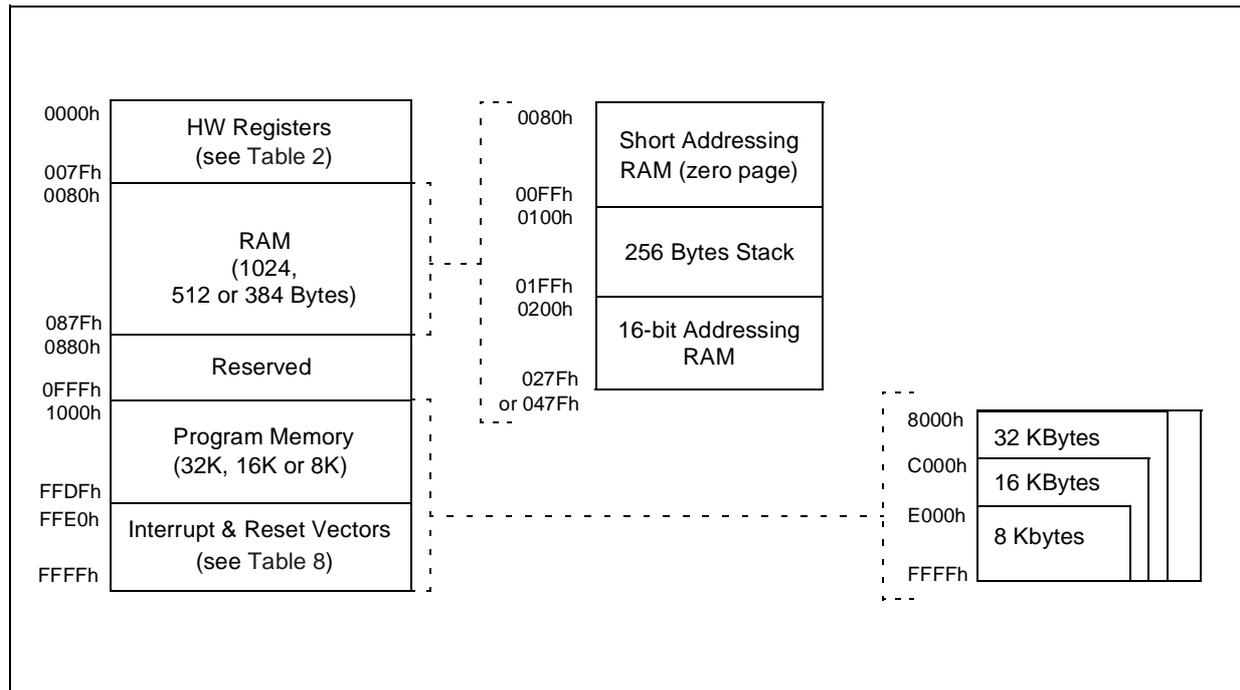 0000h
HW Registers
(see Table 2)
007Fh
0080h
RAM
(1024,
512 or 384 Bytes)
087Fh
0880h
Reserved
0FFFh
1000h
Program Memory
(32K, 16K or 8K)
FFDFh
FFE0h
Interrupt & Reset Vectors
(see Table 8)
FFFFh
0080h
Short Addressing
RAM (zero page)
00FFh
0100h
256 Bytes Stack
01FFh
0200h
16-bit Addressing
RAM
027Fh
or 047Fh
8000h
32 KBytes
C000h
16 KBytes
E000h
8 Kbytes
FFFFh